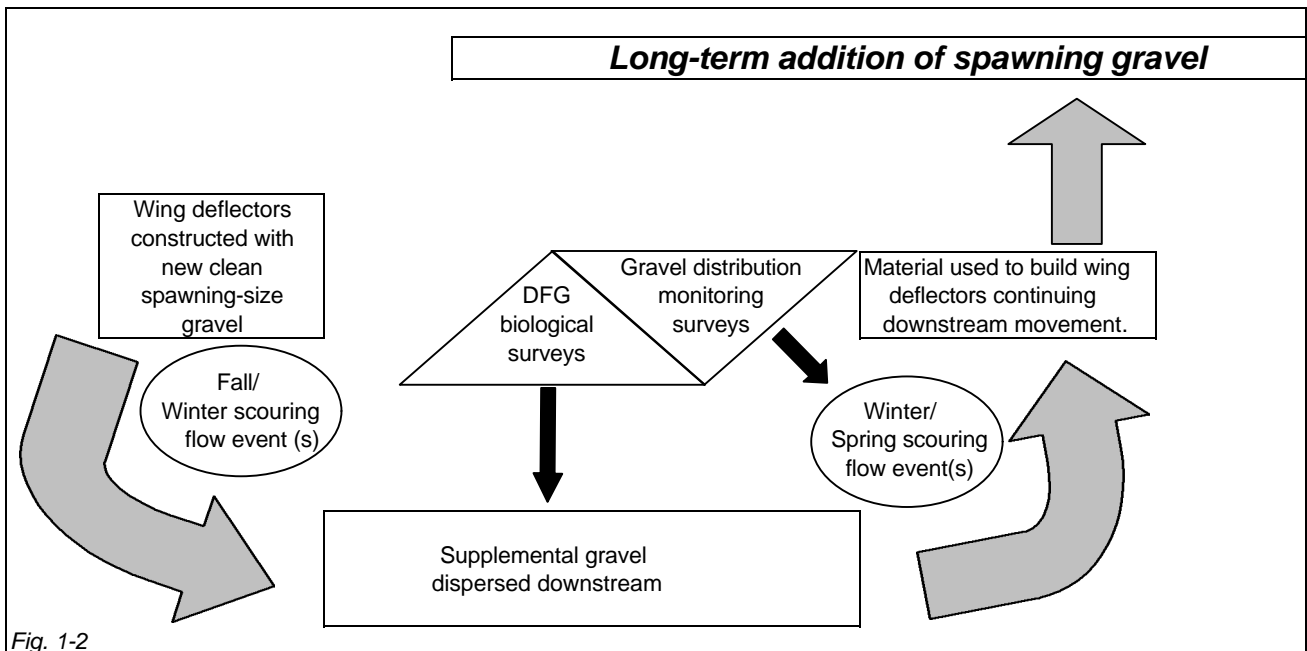 Long-term addition of spawning gravel
Wing deflectors
constructed with
new clean
spawning-size
gravel
Fall/
Winter scouring
flow event (s)
DFG
biological
surveys
Gravel distribution
monitoring
surveys
Material used to build wing
deflectors continuing
downstream movement.
Winter/
Spring scouring
flow event(s)
Supplemental gravel
dispersed downstream
Fig. 1-2